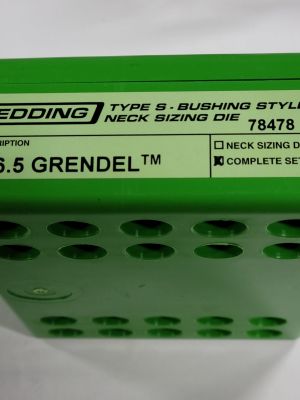 EDDING TYPE S - BUSHING STYLE
NECK SIZING DIE 78478
RIPTION
6.5 GRENDEL™
NECK SIZING D
COMPLETE SET